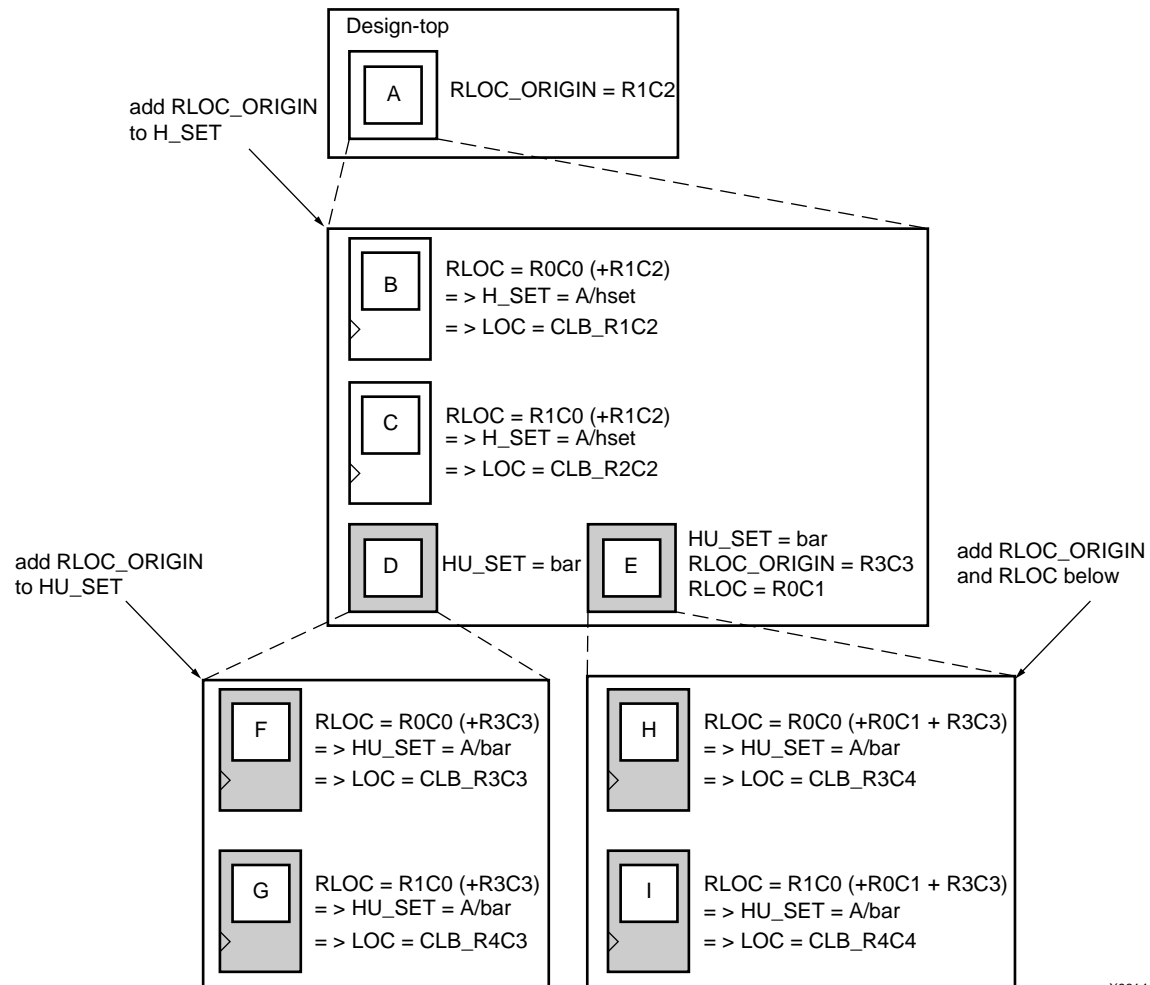 Design-top
A
RLOC_ORIGIN = R1C2
add RLOC_ORIGIN
to H_SET
B
RLOC = R0C0 (+R1C2)
= > H_SET = A/hset
= > LOC = CLB_R1C2
C
RLOC = R1C0 (+R1C2)
= > H_SET = A/hset
= > LOC = CLB_R2C2
add RLOC_ORIGIN
to HU_SET
D
HU_SET = bar
E
HU_SET = bar
RLOC_ORIGIN = R3C3
RLOC = R0C1
add RLOC_ORIGIN
and RLOC below
F
RLOC = R0C0 (+R3C3)
= > HU_SET = A/bar
= > LOC = CLB_R3C3
G
RLOC = R1C0 (+R3C3)
= > HU_SET = A/bar
= > LOC = CLB_R4C3
H
RLOC = R0C0 (+R0C1 + R3C3)
= > HU_SET = A/bar
= > LOC = CLB_R3C4
I
RLOC = R1C0 (+R0C1 + R3C3)
= > HU_SET = A/bar
= > LOC = CLB_R4C4